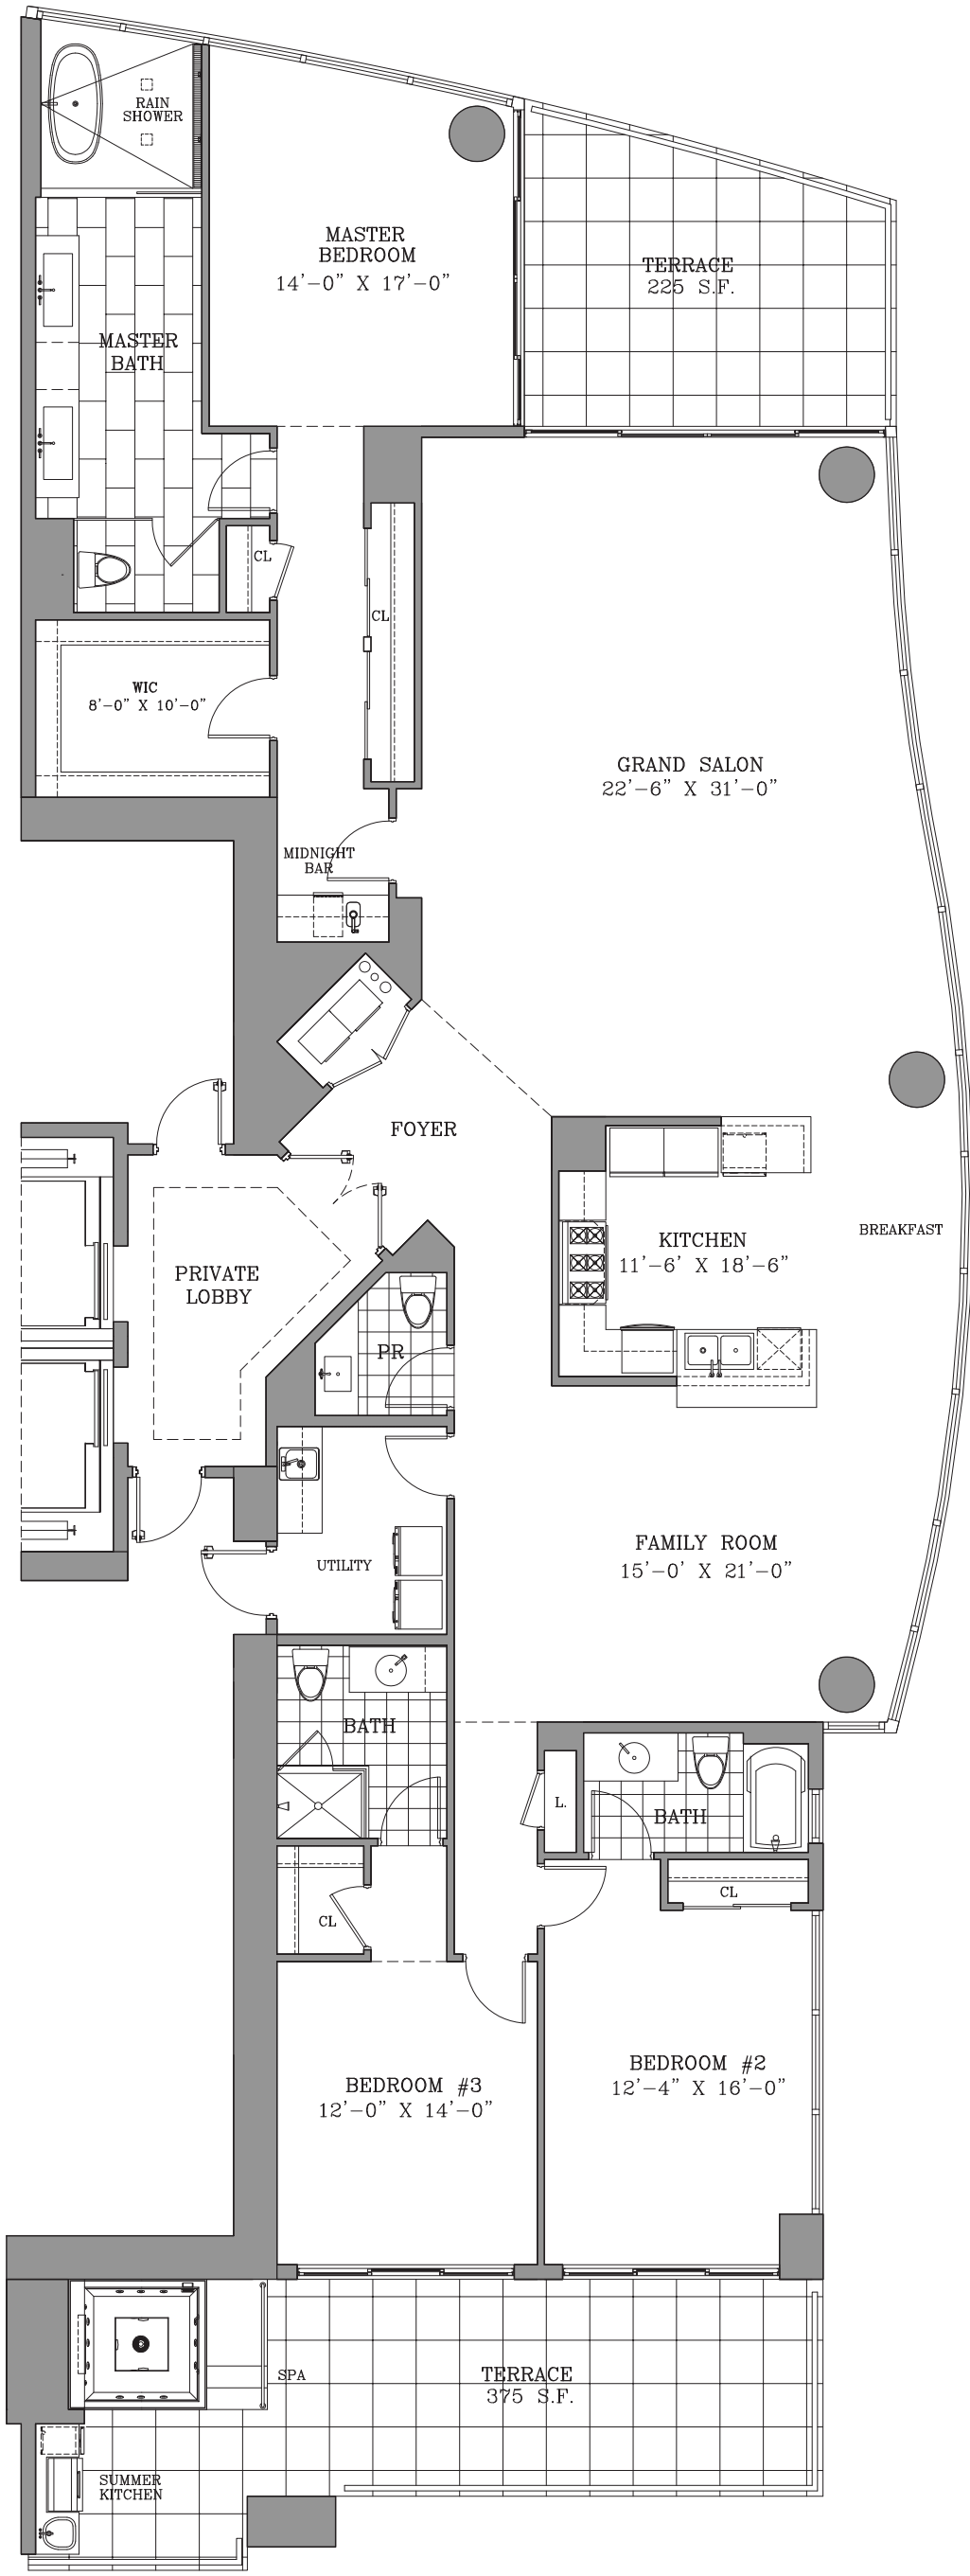 RAIN
SHOWER
MASTER
BEDROOM
14'-0" X 17'-0"
TERRACE
225 S.F.
MASTER
BATH
CL
CL
WIC
8'-0" X 10'-0"
GRAND SALON
22'-6" X 31'-0"
MIDNIGHT
BAR
FOYER
BREAKFAST
KITCHEN
11'-6' X 18'-6"
PRIVATE
LOBBY
PR
FAMILY ROOM
15'-0' X 21'-0"
UTILITY
BATH
L.
BATH
CL
CL
BEDROOM #2
12'-4" X 16'-0"
BEDROOM #3
12'-0" X 14'-0"
SPA
TERRACE
375 S.F.
SUMMER
KITCHEN